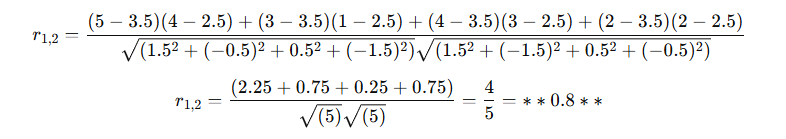 r_{1,2} = \frac{(5 − 3.5)(4 − 2.5) + (3 − 3.5)(1 − 2.5) + (4 − 3.5)(3 − 2.5) + (2 − 3.5)(2 − 2.5)}{\sqrt{(1.5^2 + (−0.5)^2 + 0.5^2 + (−1.5)^2)}\sqrt{(1.5^2 + (−1.5)^2 + 0.5^2 + (−0.5)^2)}}
r_{1,2} = \frac{(2.25 + 0.75 + 0.25 + 0.75)}{\sqrt{(5)}\sqrt{(5)}} = \frac{4}{5} = * * 0.8 * *